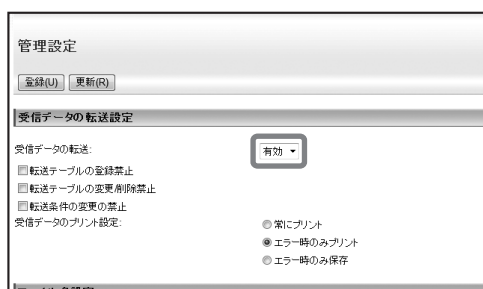 管理設定
登録(U) 更新(R)
受信データの転送設定
受信データの転送: 有効
転送テーブルの登録禁止
転送テーブルの変更/削除禁止
転送条件の変更の禁止
受信データのプリント設定: 常にプリント
エラー時のみプリント
エラー時のみ保存